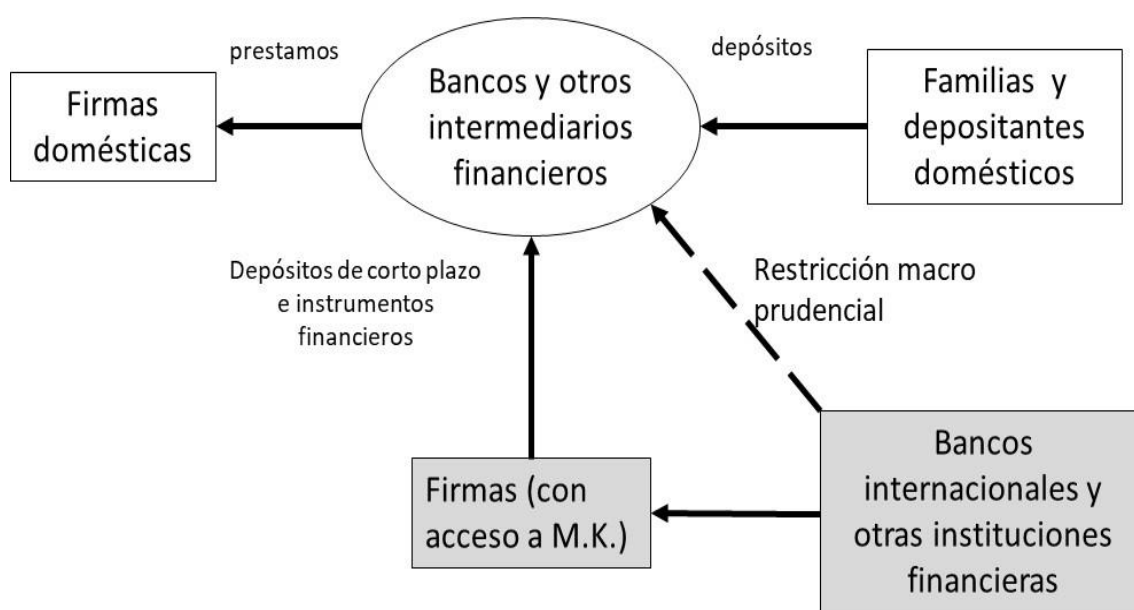 prestamos
depósitos
Firmas
domésticas
Bancos y otros
intermediarios
financieros
Familias y
depositantes
domésticos
Depósitos de corto plazo
e instrumentos
financieros
Restricción macro
prudencial
Firmas (con
acceso a M.K.)
Bancos
internacionales y
otras instituciones
financieras